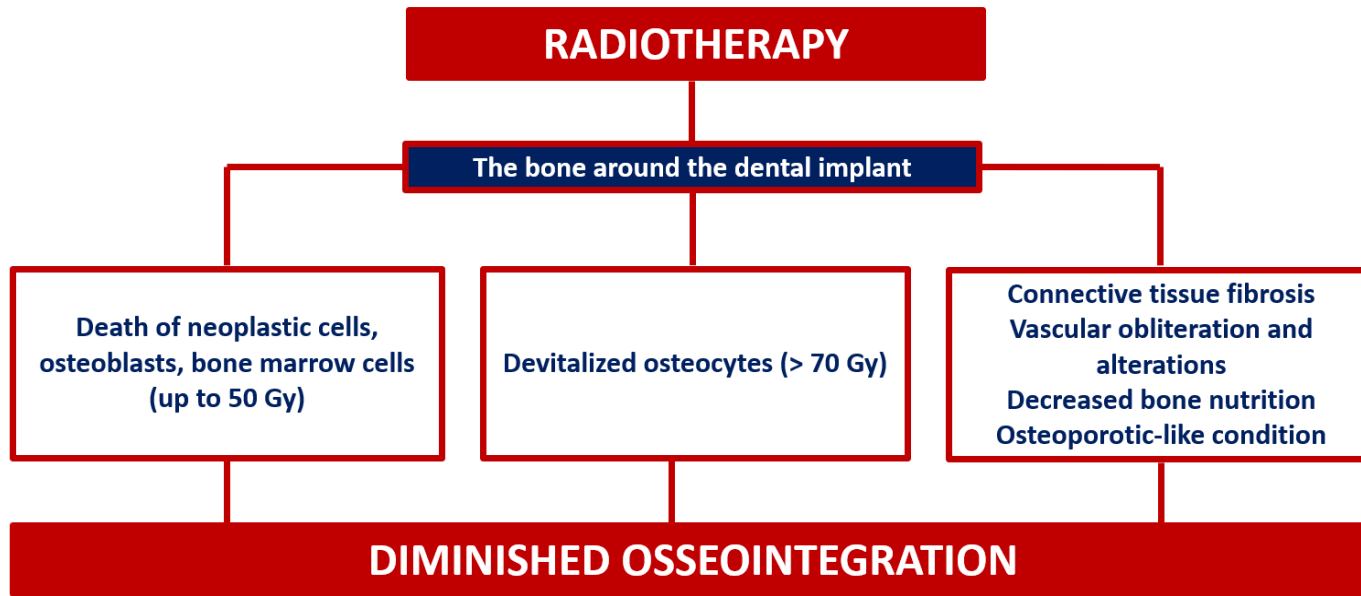 RADIOTHERAPY
The bone around the dental implant
Death of neoplastic cells,
osteoblasts, bone marrow cells
(up to 50 Gy)
Devitalized osteocytes (> 70 Gy)
Connective tissue fibrosis
Vascular obliteration and
alterations
Decreased bone nutrition
Osteoporotic-like condition
DIMINISHED OSSEOINTEGRATION